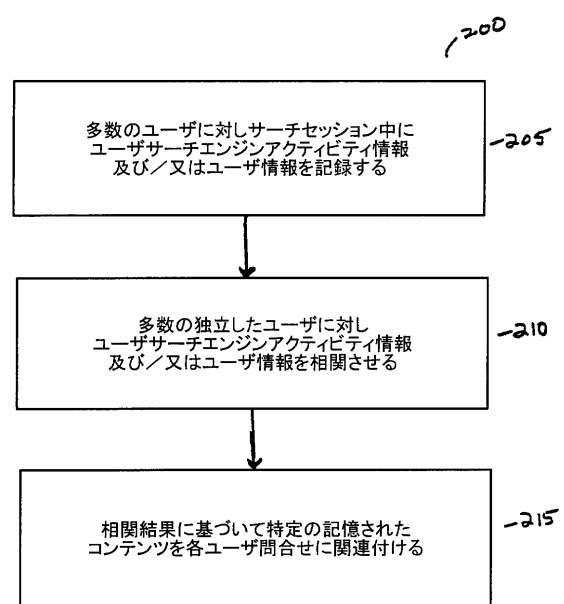 200
多数のユーザに対しサーチセッション中に
ユーザサーチエンジンアクティビティ情報
及び／又はユーザ情報を記録する
205
多数の独立したユーザに対し
ユーザサーチエンジンアクティビティ情報
及び／又はユーザ情報を相関させる
210
相関結果に基づいて特定の記憶された
コンテンツを各ユーザ問合せに関連付ける
215